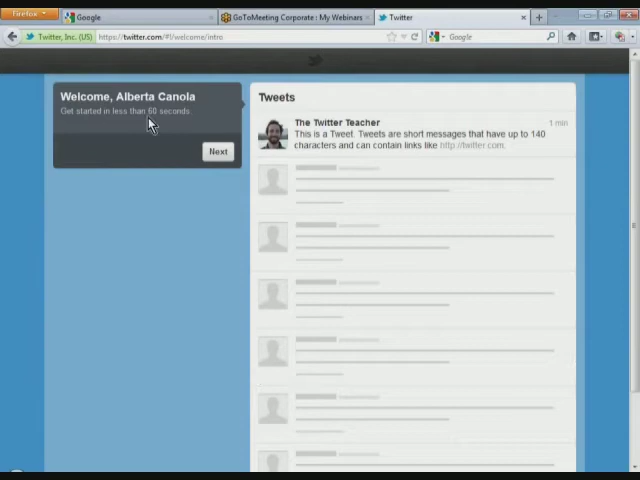 Firefox
Google
GoToMeeting Corporate : My Webinars
Twitter
Twitter, Inc. (US)
https://twitter.com/#!/welcome/intro
Google
Welcome, Alberta Canola
Get started in less than 60 seconds.
Next
Tweets
The Twitter Teacher
1 min
This is a Tweet. Tweets are short messages that have up to 140
characters and can contain links like http://twitter.com.